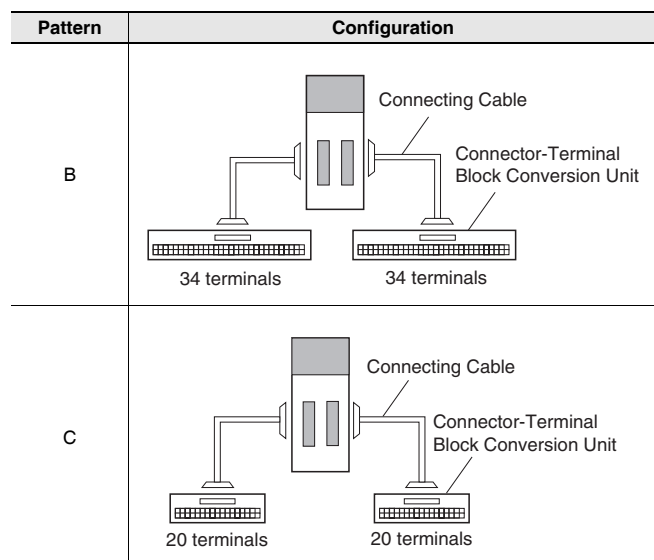 Pattern Configuration
B
Connecting Cable
Connector-Terminal
Block Conversion Unit
34 terminals 34 terminals
C
Connecting Cable
Connector-Terminal
Block Conversion Unit
20 terminals 20 terminals